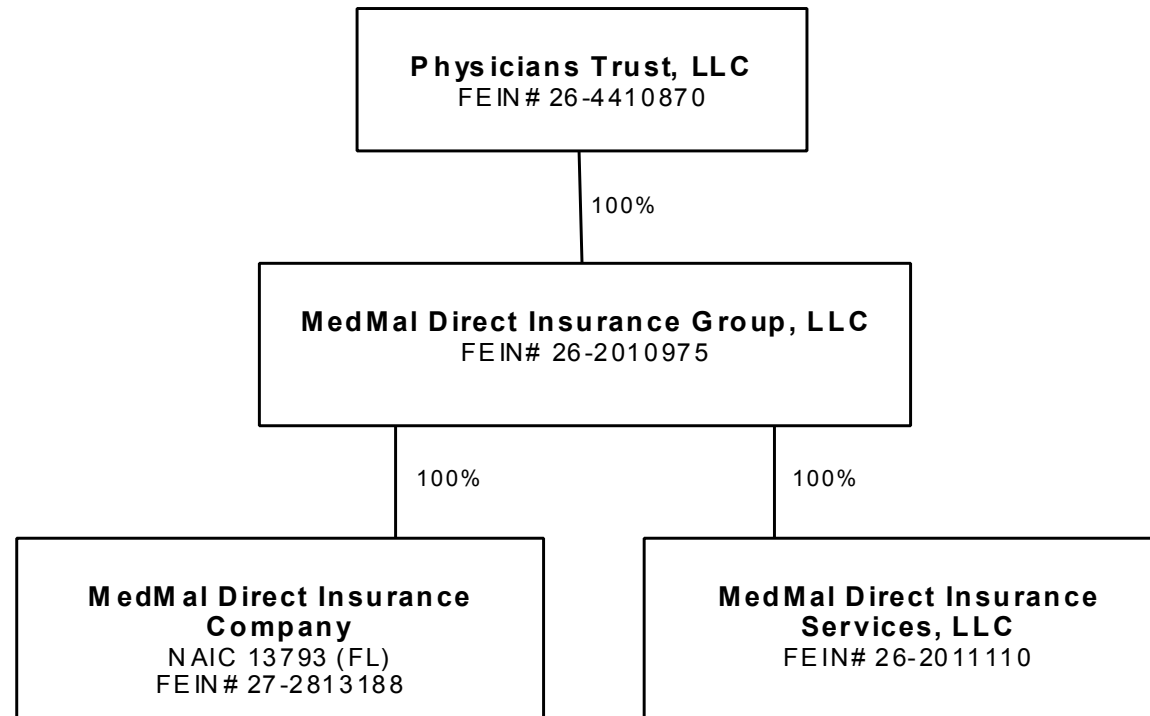 Physicians Trust, LLC
FEIN# 26-4410870
100%
MedMal Direct Insurance Group, LLC
FEIN# 26-2010975
100%
100%
MedMal Direct Insurance
Company
NAIC 13793 (FL)
FEIN# 27-2813188
MedMal Direct Insurance
Services, LLC
FEIN# 26-2011110